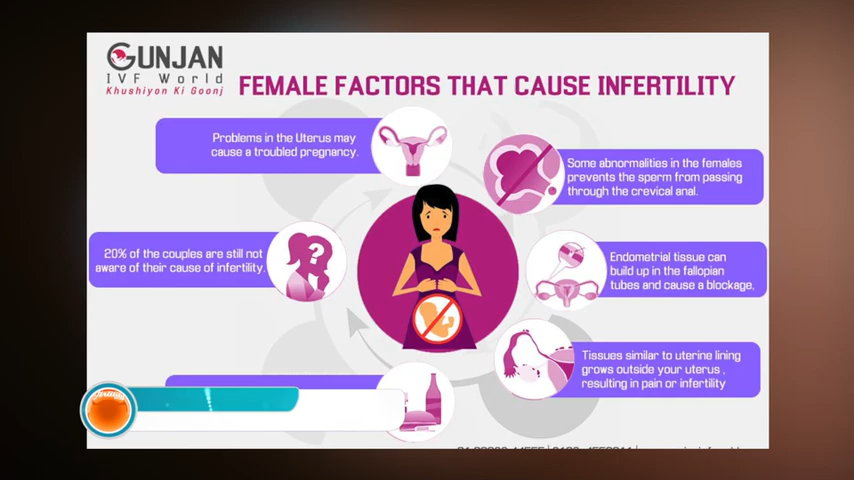 GUNJAN
IVF World
Khushiyon Ki Goonj
FEMALE FACTORS THAT CAUSE INFERTILITY
Problems in the Uterus may
cause a troubled pregnancy.
Some abnormalities in the females
prevents the sperm from passing
through the crevical anal.
20% of the couples are still not
aware of their cause of infertility.
?
Endometrial tissue can
build up in the fallopian
tubes and cause a blockage,
Tissues similar to uterine lining
grows outside your uterus ,
resulting in pain or infertility